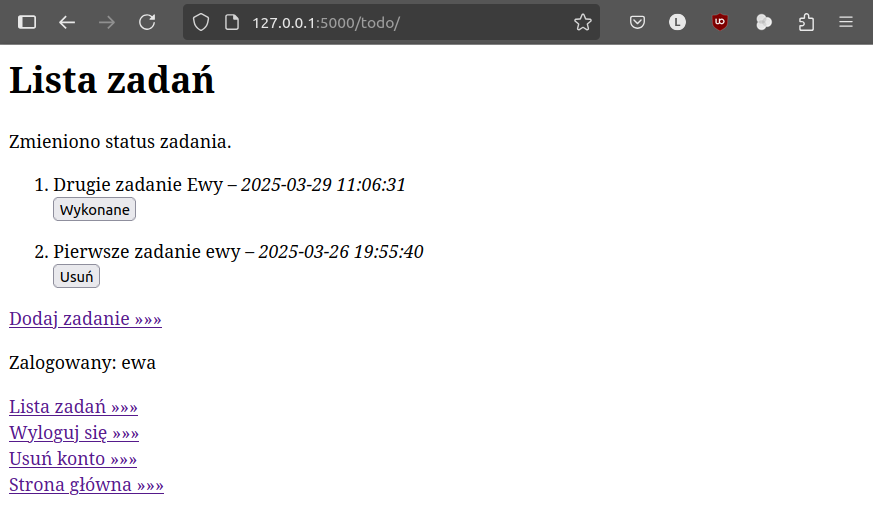 127.0.0.1:5000/todo/
L
Lista zadań
Zmieniono status zadania.
1. Drugie zadanie Ewy – 2025-03-29 11:06:31
Wykonane
2. Pierwsze zadanie ewy – 2025-03-26 19:55:40
Usuń
Dodaj zadanie »»»
Zalogowany: ewa
Lista zadań »»»
Wyloguj się »»»
Usuń konto »»»
Strona główna »»»